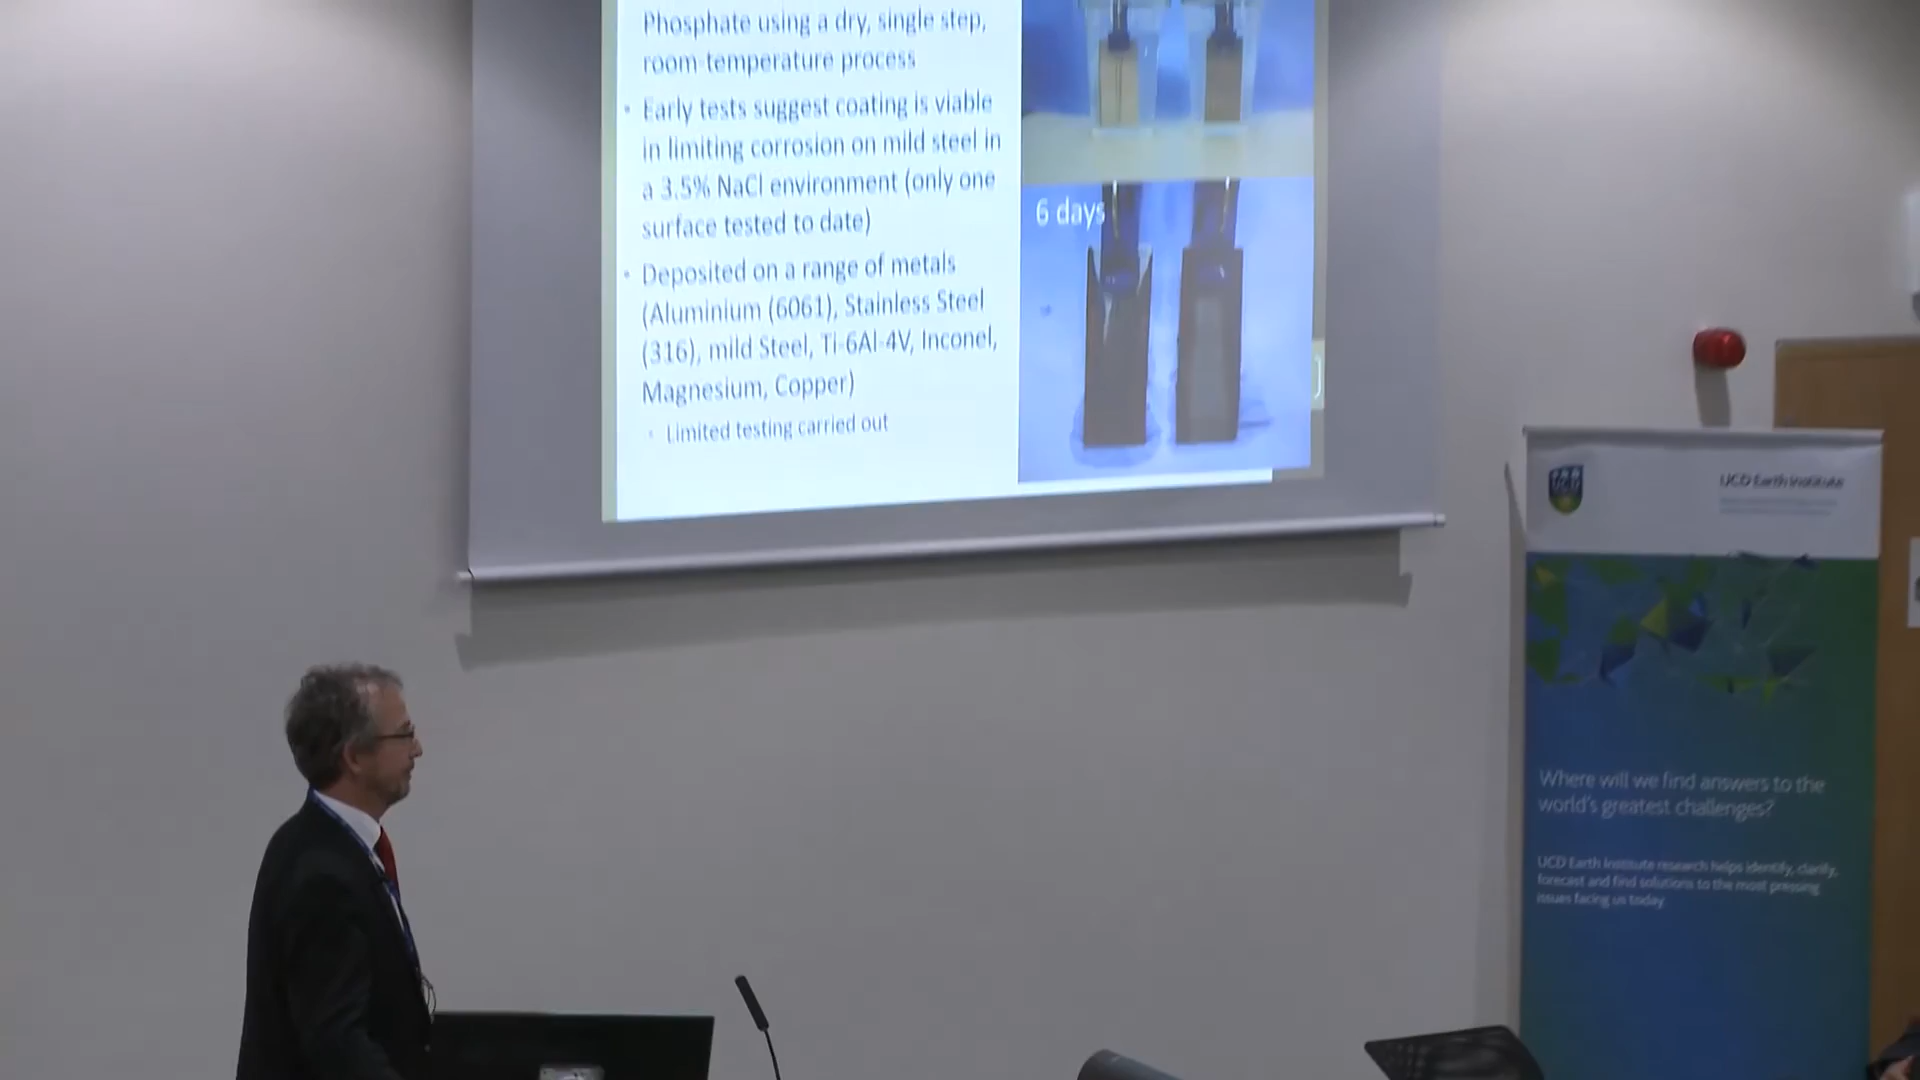 Phosphate using a dry, single step,
room-temperature process
• Early tests suggest coating is viable
in limiting corrosion on mild steel in
a 3.5% NaCl environment (only one
surface tested to date)
• Deposited on a range of metals
(Aluminium (6061), Stainless Steel
(316), mild Steel, Ti-6Al-4V, Inconel,
Magnesium, Copper)
• Limited testing carried out
6 days
UCD
UCD Earth Institute
Where will we find answers to the
world's greatest challenges?
UCD Earth Institute research helps identify, clarify,
forecast and find solutions to the most pressing
issues facing us today